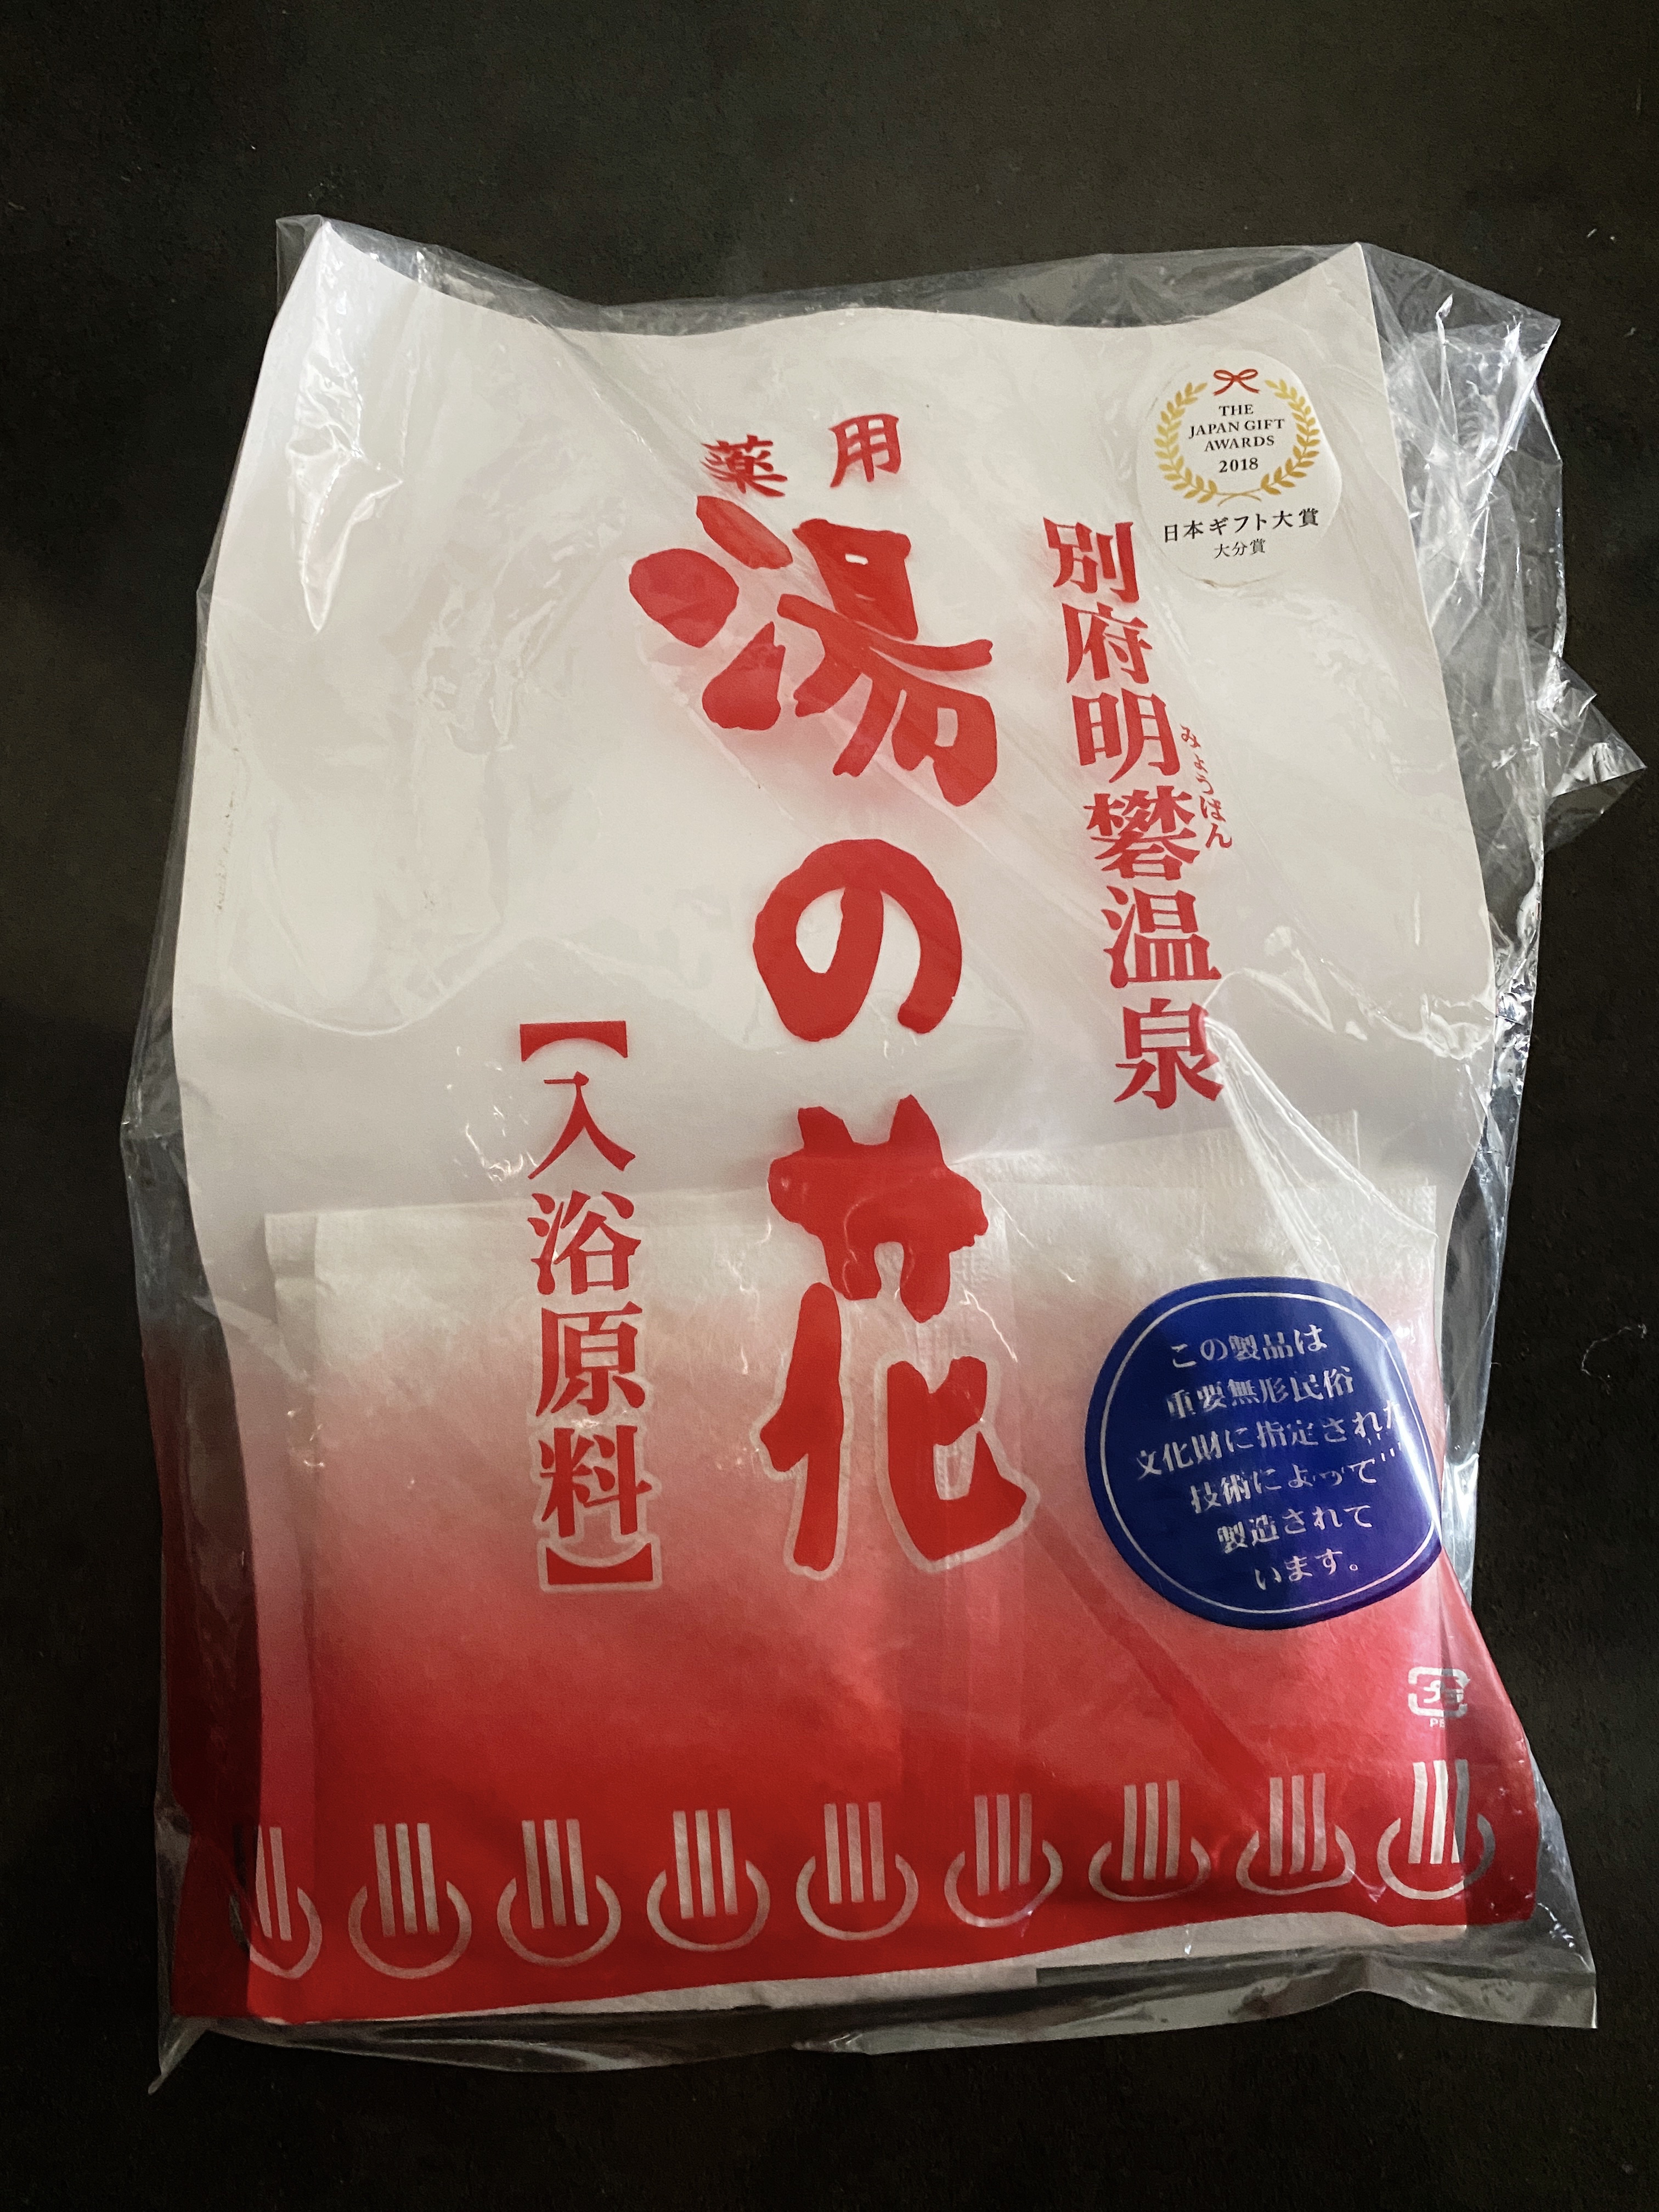 THE
JAPAN GIFT
AWARDS
2018
日本ギフト大賞
大分賞
別府明礬温泉
みょうばん
薬用
湯の花
【入浴原料】
この製品は
重要無形民俗
文化財に指定された
技術によって
製造されて
います。
プラ